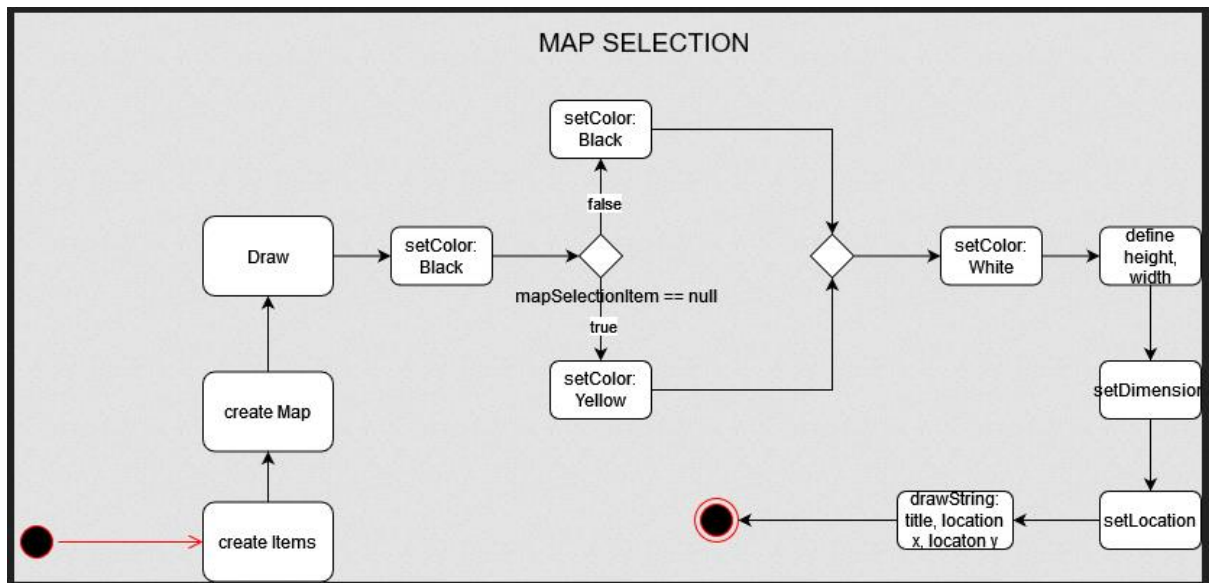 MAP SELECTION
setColor:
Black
false
Draw
setColor:
Black
mapSelectionItem == null
true
setColor:
Yellow
setColor:
White
define
height,
width
create Map
setDimension
create Items
drawString:
title, location
x, locaton y
setLocation